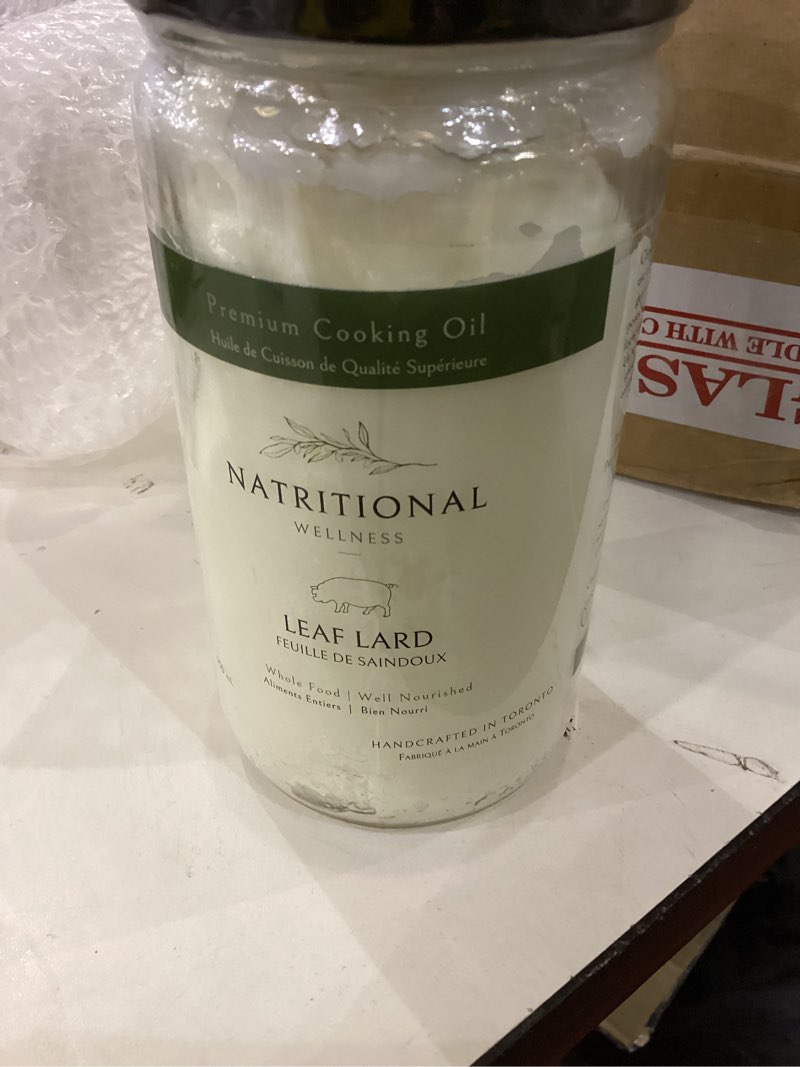 Premium Cooking Oil
Huile de Cuisson de Qualité Supérieure
NATRITIONAL
WELLNESS
LEAF LARD
FEUILLE DE SAINDOUX
Whole Food | Well Nourished
Aliments Entiers | Bien Nourri
HANDCRAFTED IN TORONTO
FABRIQUÉ À LA MAIN À TORONTO